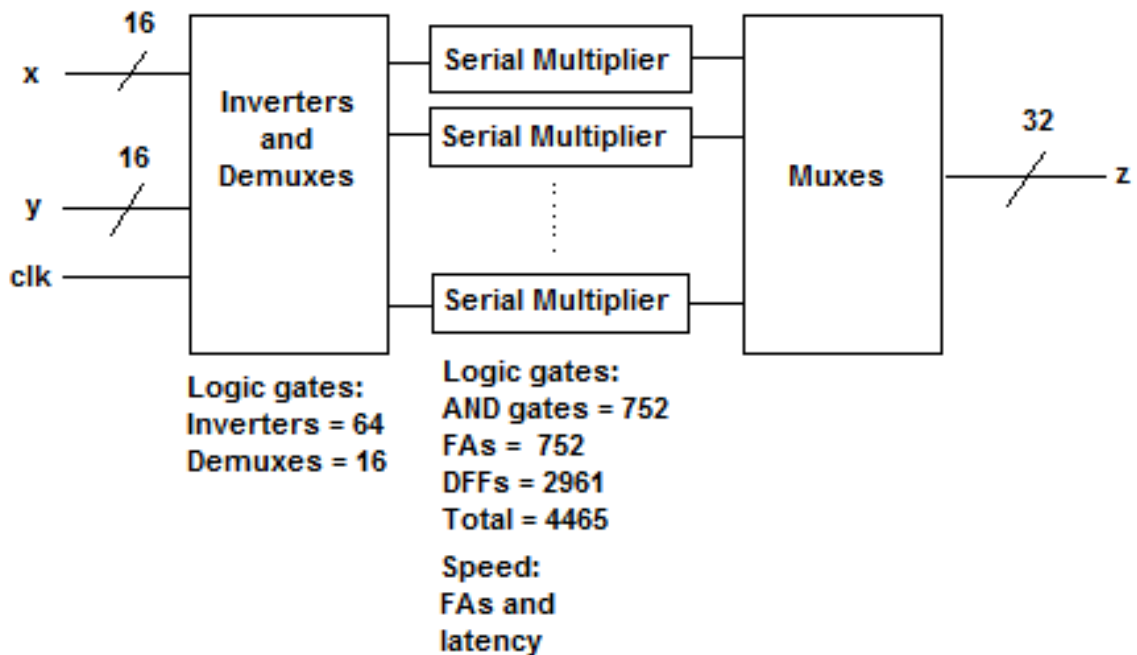 16
x
16
y
clk
Inverters
and
Demuxes
Serial Multiplier
Serial Multiplier
Serial Multiplier
Muxes
32
z
Logic gates:
Inverters = 64
Demuxes = 16
Logic gates:
AND gates = 752
FAs = 752
DFFs = 2961
Total = 4465
Speed:
FAs and
latency